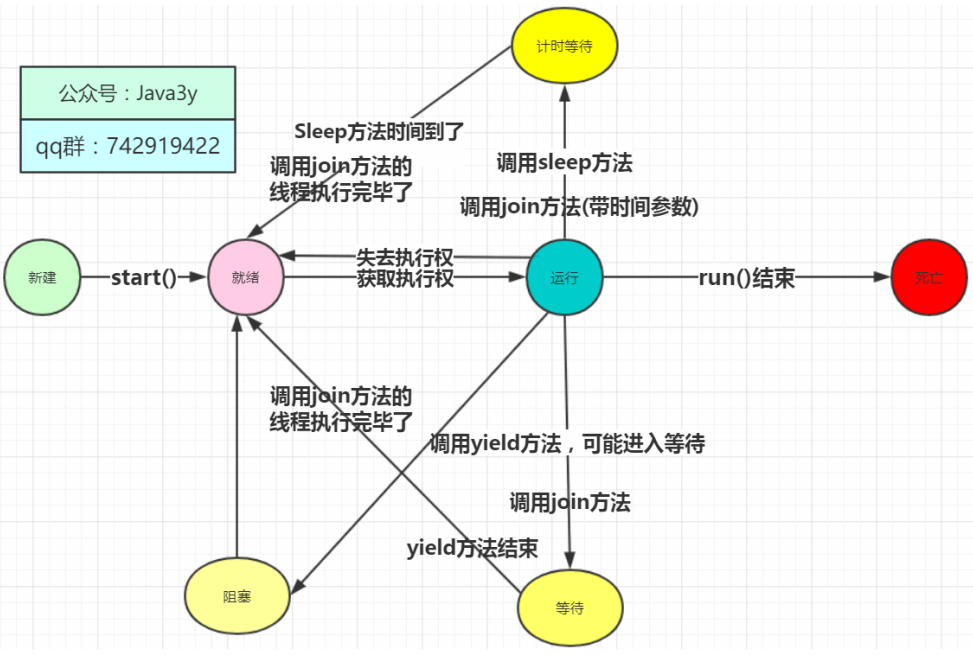 计时等待
公众号：Java3y
qq群：742919422
Sleep方法时间到了
调用join方法的
线程执行完毕了
调用sleep方法
调用join方法(带时间参数)
新建
start()
就绪
失去执行权
获取执行权
运行
run()结束
死亡
调用join方法的
线程执行完毕了
调用yield方法，可能进入等待
调用join方法
yield方法结束
阻塞
等待